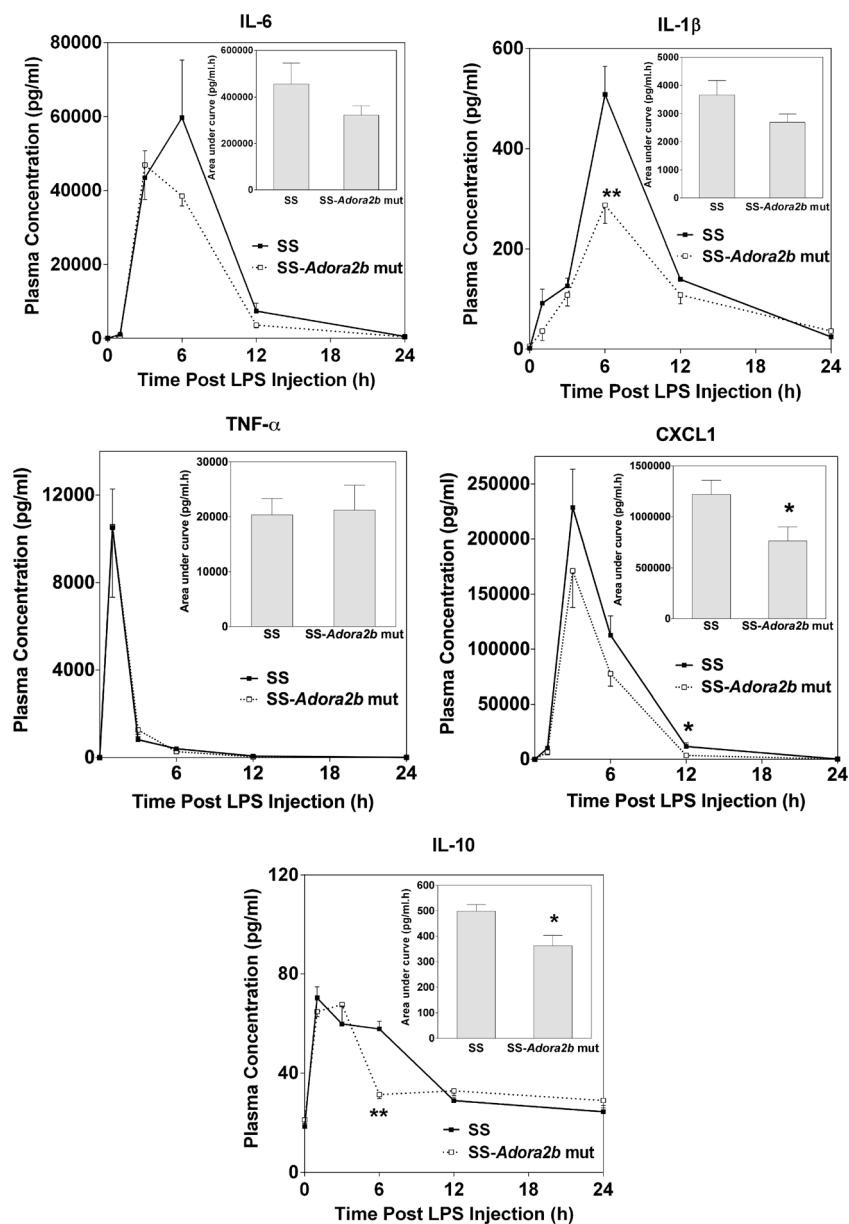 IL-6
Plasma Concentration (pg/ml)
80000
60000
40000
20000
0
0 6 12 18 24
Time Post LPS Injection (h)
Area under curve (pg/ml.h)
600000
400000
200000
0
SS SS-Adora2b mut
SS
SS-Adora2b mut
IL-1β
Plasma Concentration (pg/ml)
600
400
200
0
0 6 12 18 24
Time Post LPS Injection (h)
**
Area under curve (pg/ml.h)
5000
4000
3000
2000
1000
0
SS SS-Adora2b mut
SS
SS-Adora2b mut
TNF-α
Plasma Concentration (pg/ml)
12000
8000
4000
0
6 12 18 24
Time Post LPS Injection (h)
Area under curve (pg/ml.h)
30000
20000
10000
0
SS SS-Adora2b mut
SS
SS-Adora2b mut
CXCL1
Plasma Concentration (pg/ml)
250000
200000
150000
100000
50000
0
0 6 12 18 24
Time Post LPS Injection (h)
*
Area under curve (pg/ml.h)
1500000
1000000
500000
0
*
SS SS-Adora2b mut
SS
SS-Adora2b mut
IL-10
Plasma Concentration (pg/ml)
120
80
40
0
0 6 12 18 24
Time Post LPS Injection (h)
**
Area under curve (pg/ml.h)
600
500
400
300
200
100
0
*
SS SS-Adora2b mut
SS
SS-Adora2b mut